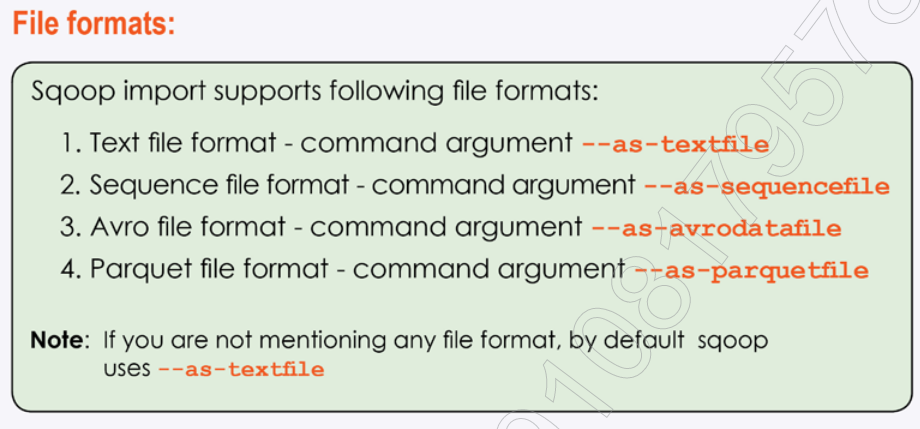 File formats:
Sqoop import supports following file formats:
1. Text file format - command argument --as-textfile
2. Sequence file format - command argument --as-sequencefile
3. Avro file format - command argument --as-avrodatafile
4. Parquet file format - command argument --as-parquetfile
Note: If you are not mentioning any file format, by default sqoop
uses --as-textfile